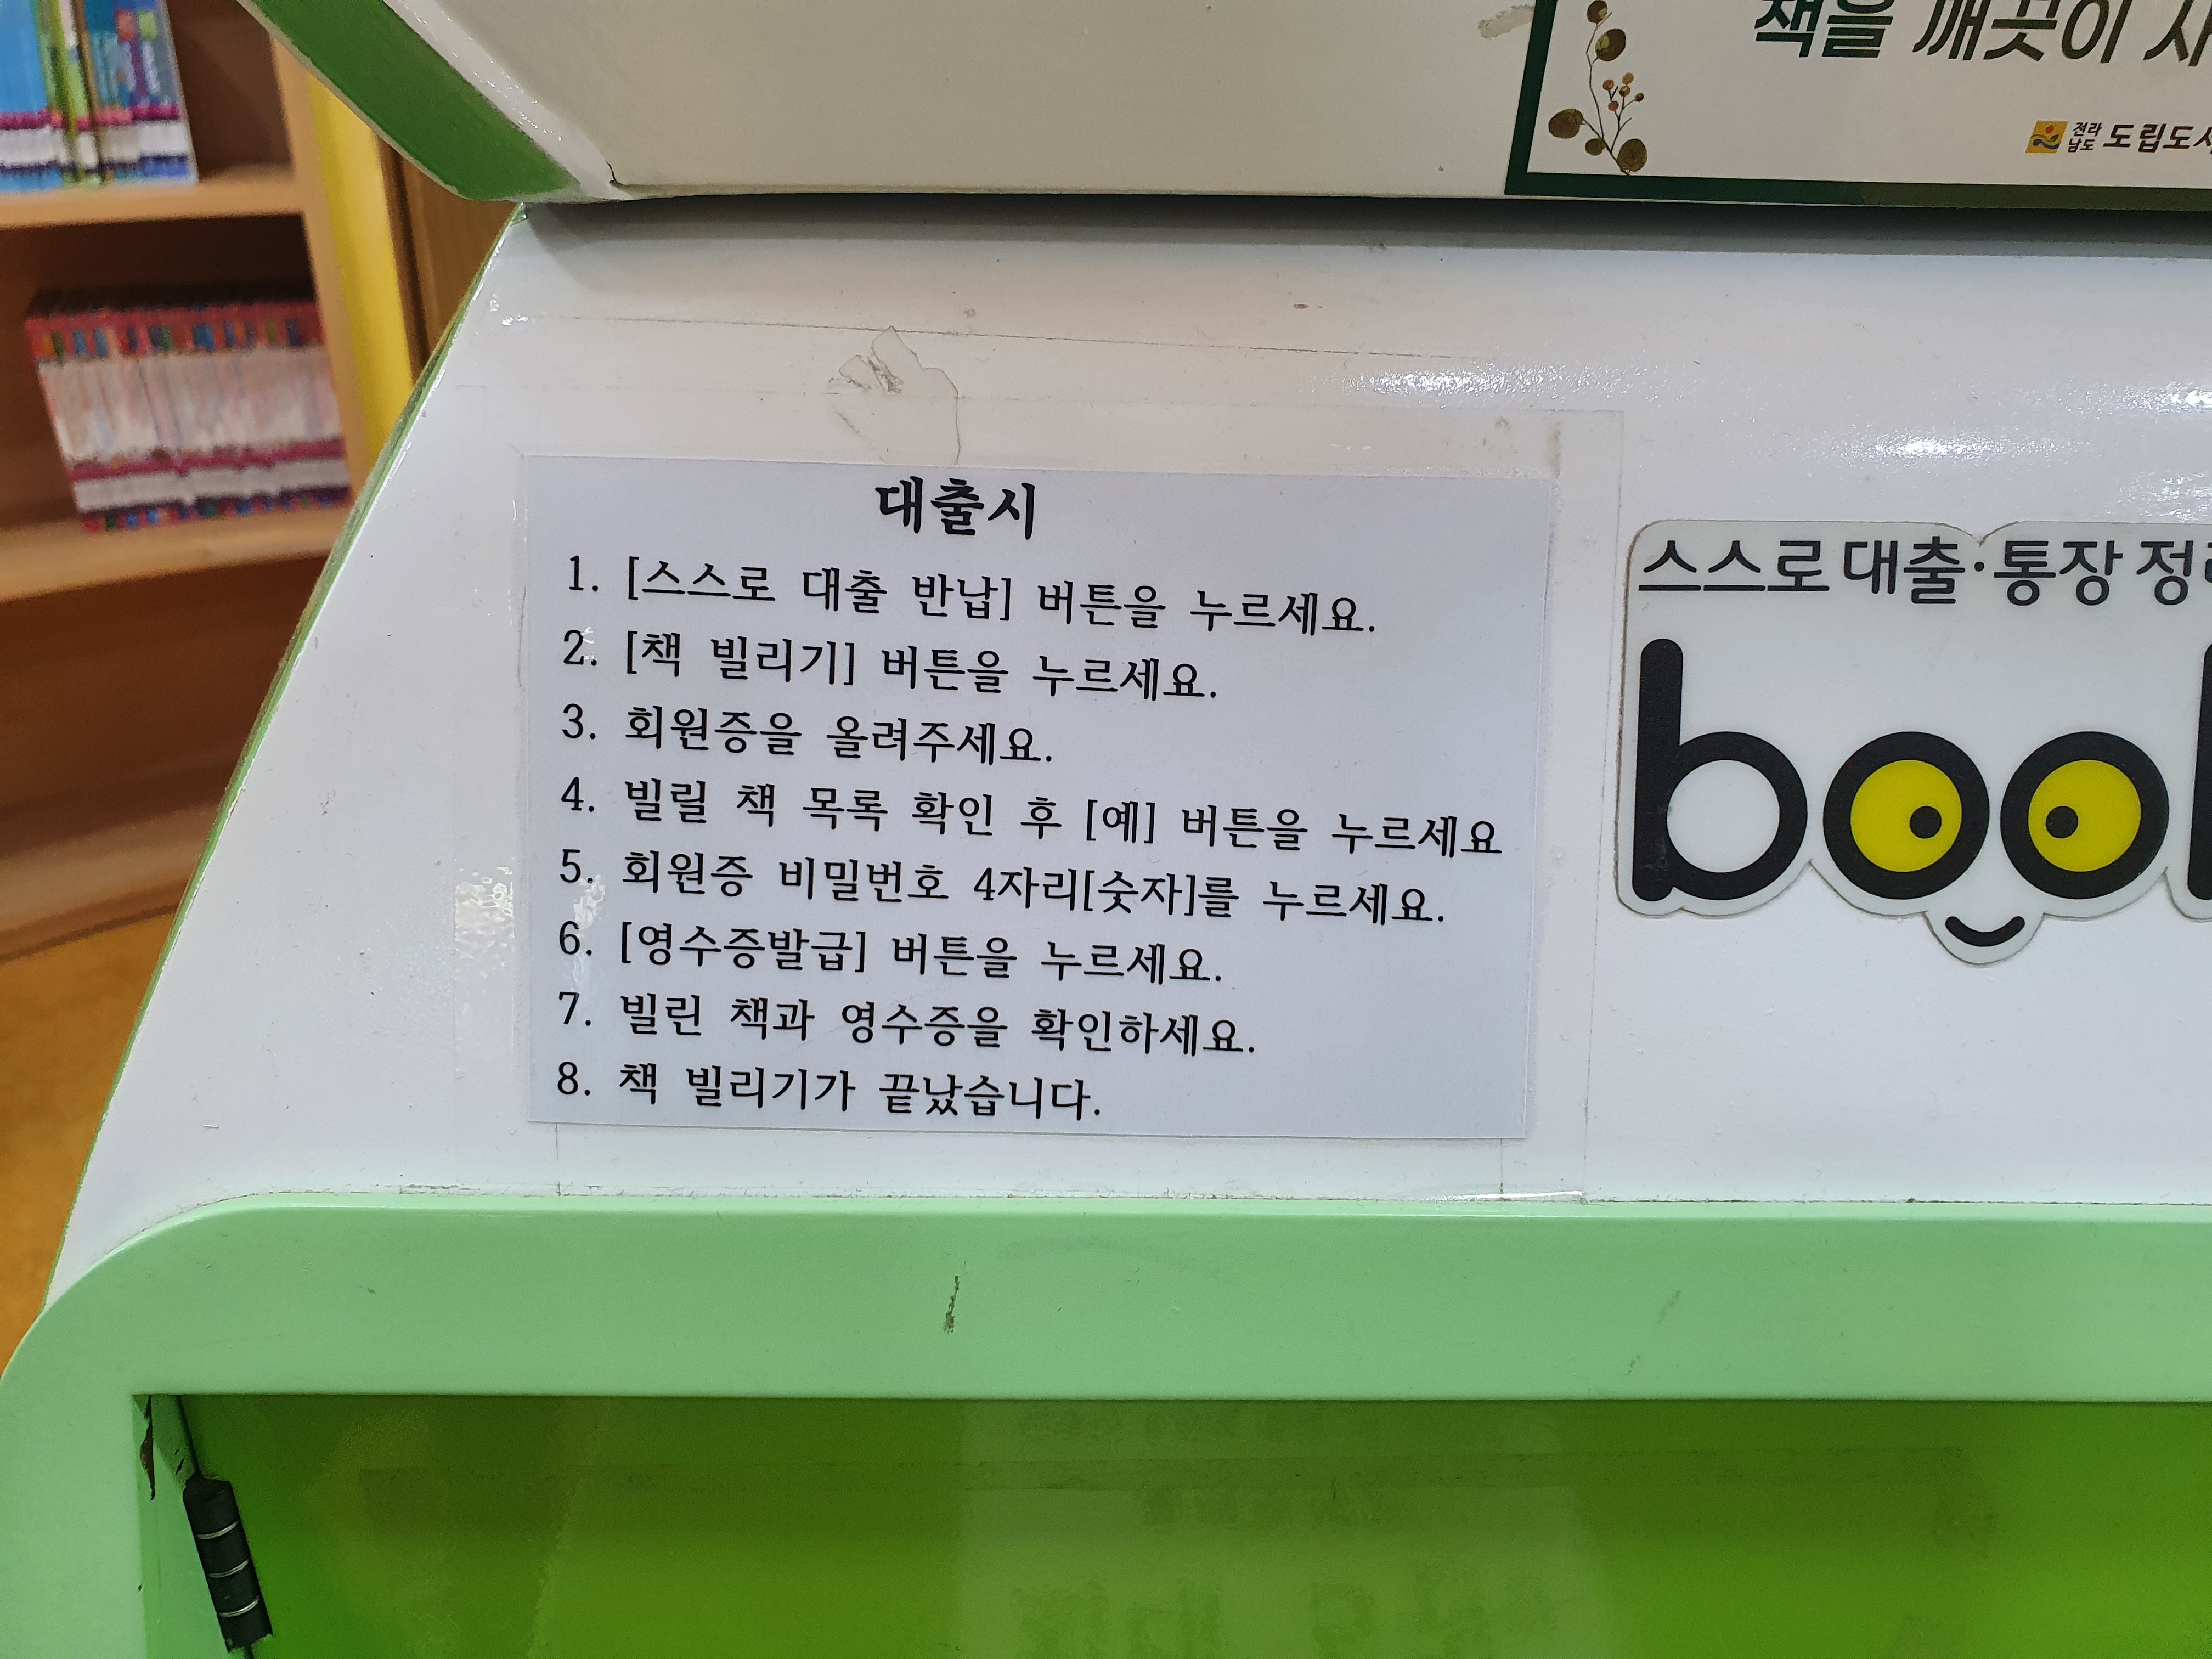 책을 깨끗이
전라
남도
대출시
1. [스스로 대출 반납] 버튼을 누르세요.
2. [책 빌리기] 버튼을 누르세요.
3. 회원증을 올려주세요.
4. 빌릴 책 목록 확인 후 [예] 버튼을 누르세요
5. 회원증 비밀번호 4자리[숫자]를 누르세요.
6. [영수증발급] 버튼을 누르세요.
7. 빌린 책과 영수증을 확인하세요.
8. 책 빌리기가 끝났습니다.
스스로대출·통장